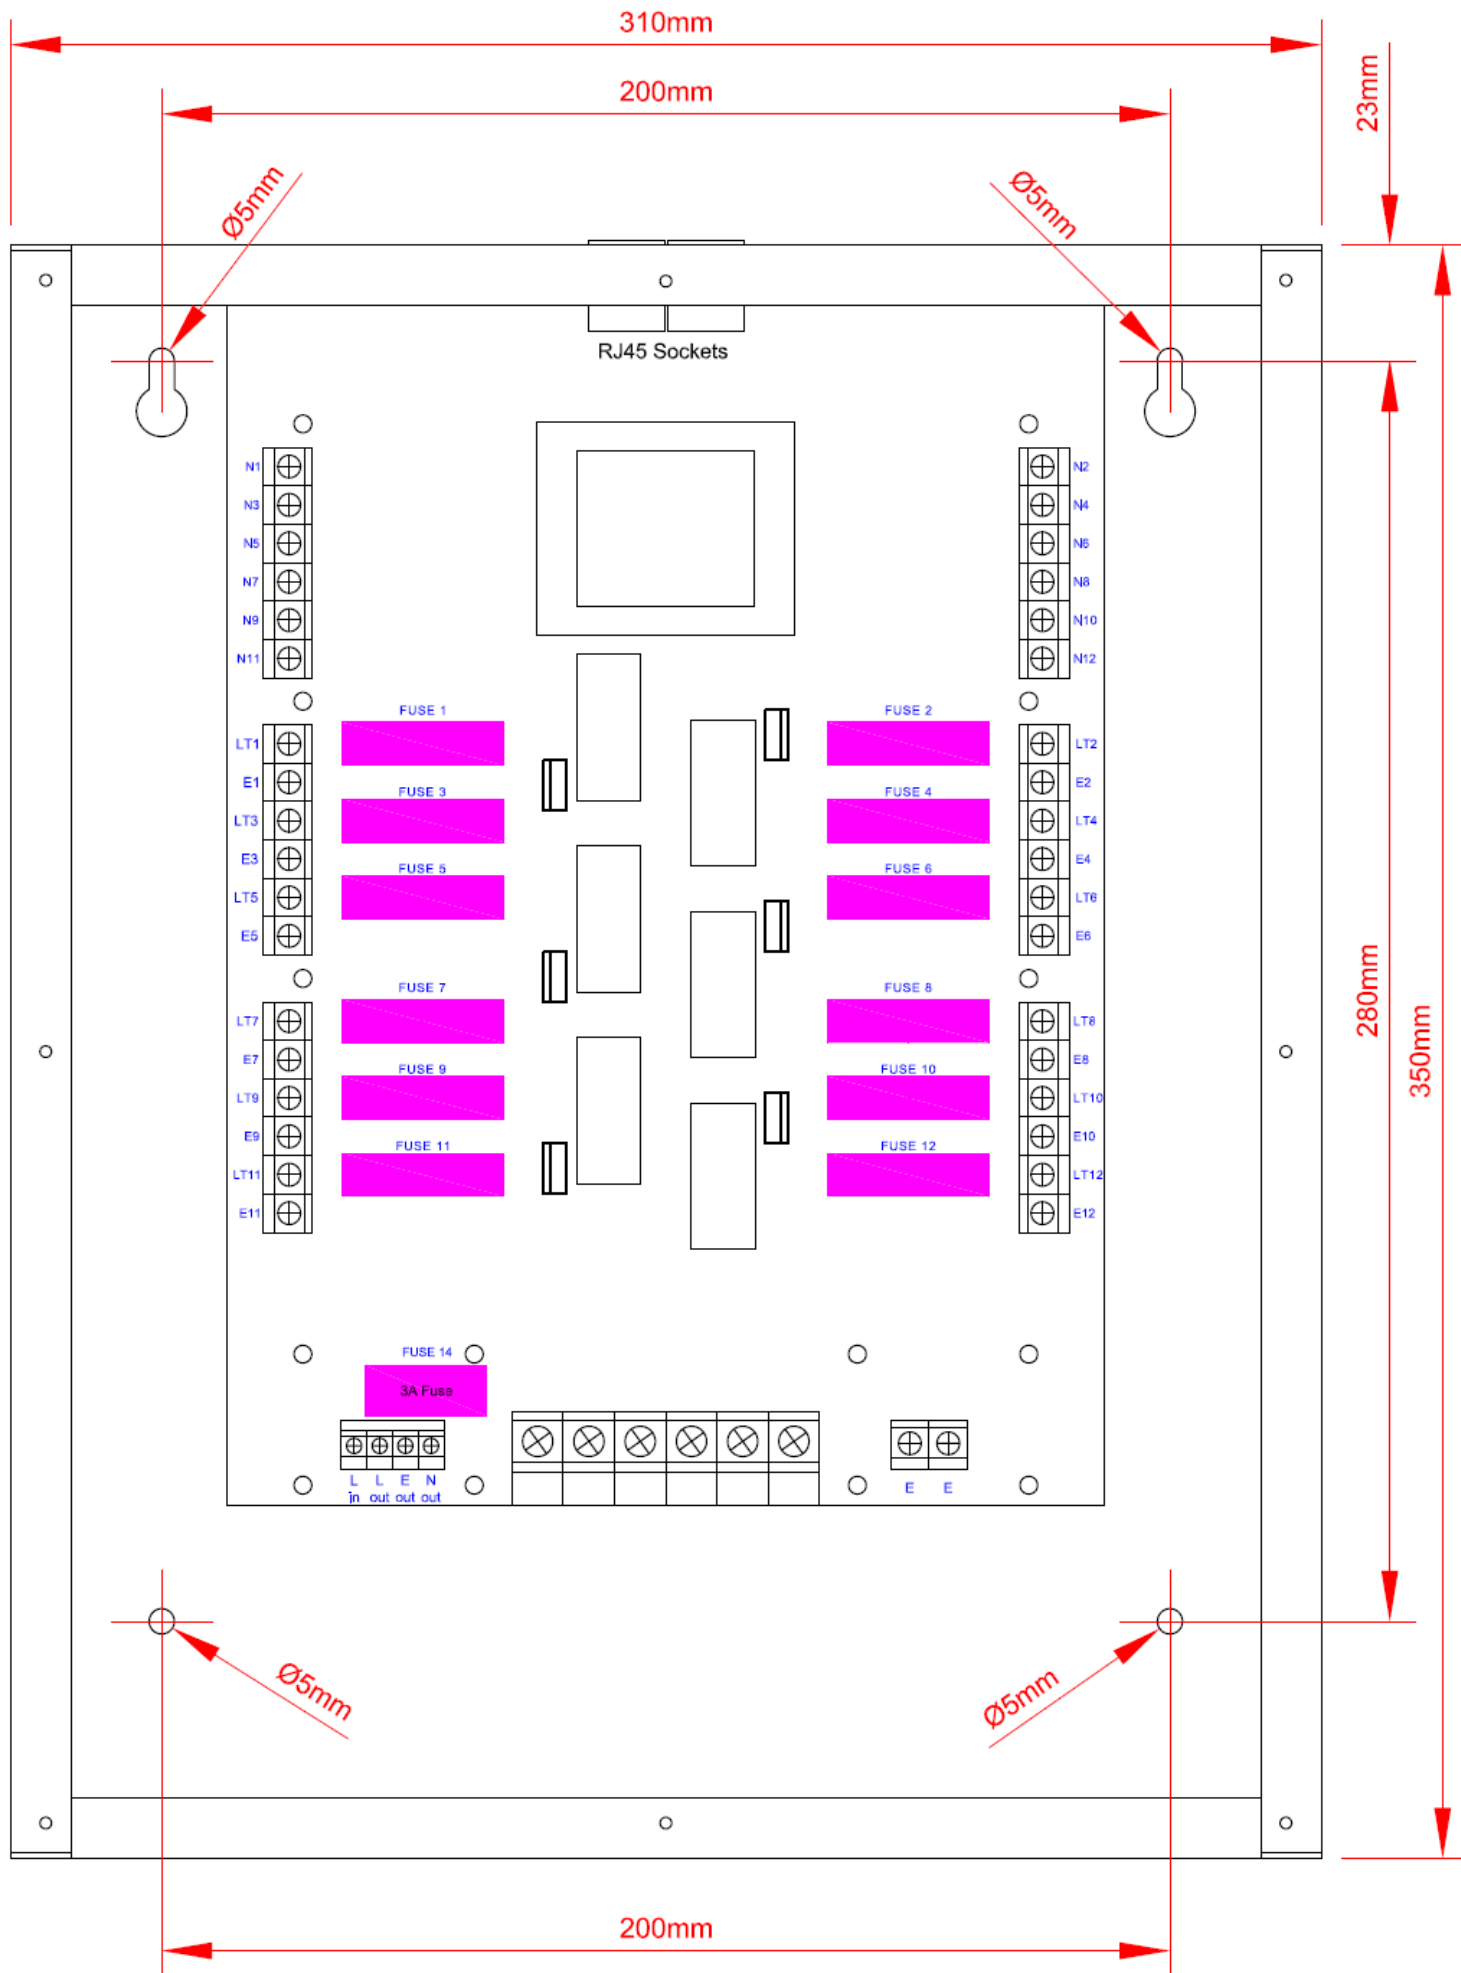 310mm
200mm
23mm
Ø5mm
Ø5mm
RJ45 Sockets
N1
N2
N3
N4
N5
N6
N7
N8
N9
N10
N11
N12
FUSE 1
FUSE 2
LT1
LT2
E1
E2
FUSE 3
FUSE 4
LT3
LT4
E3
E4
FUSE 5
FUSE 6
LT5
LT6
E5
E6
FUSE 7
FUSE 8
LT7
LT8
E7
E8
FUSE 9
FUSE 10
LT9
LT10
E9
E10
FUSE 11
FUSE 12
LT11
LT12
E11
E12
280mm
350mm
FUSE 14
3A Fuse
L L E N
in out out out
E E
Ø5mm
Ø5mm
200mm